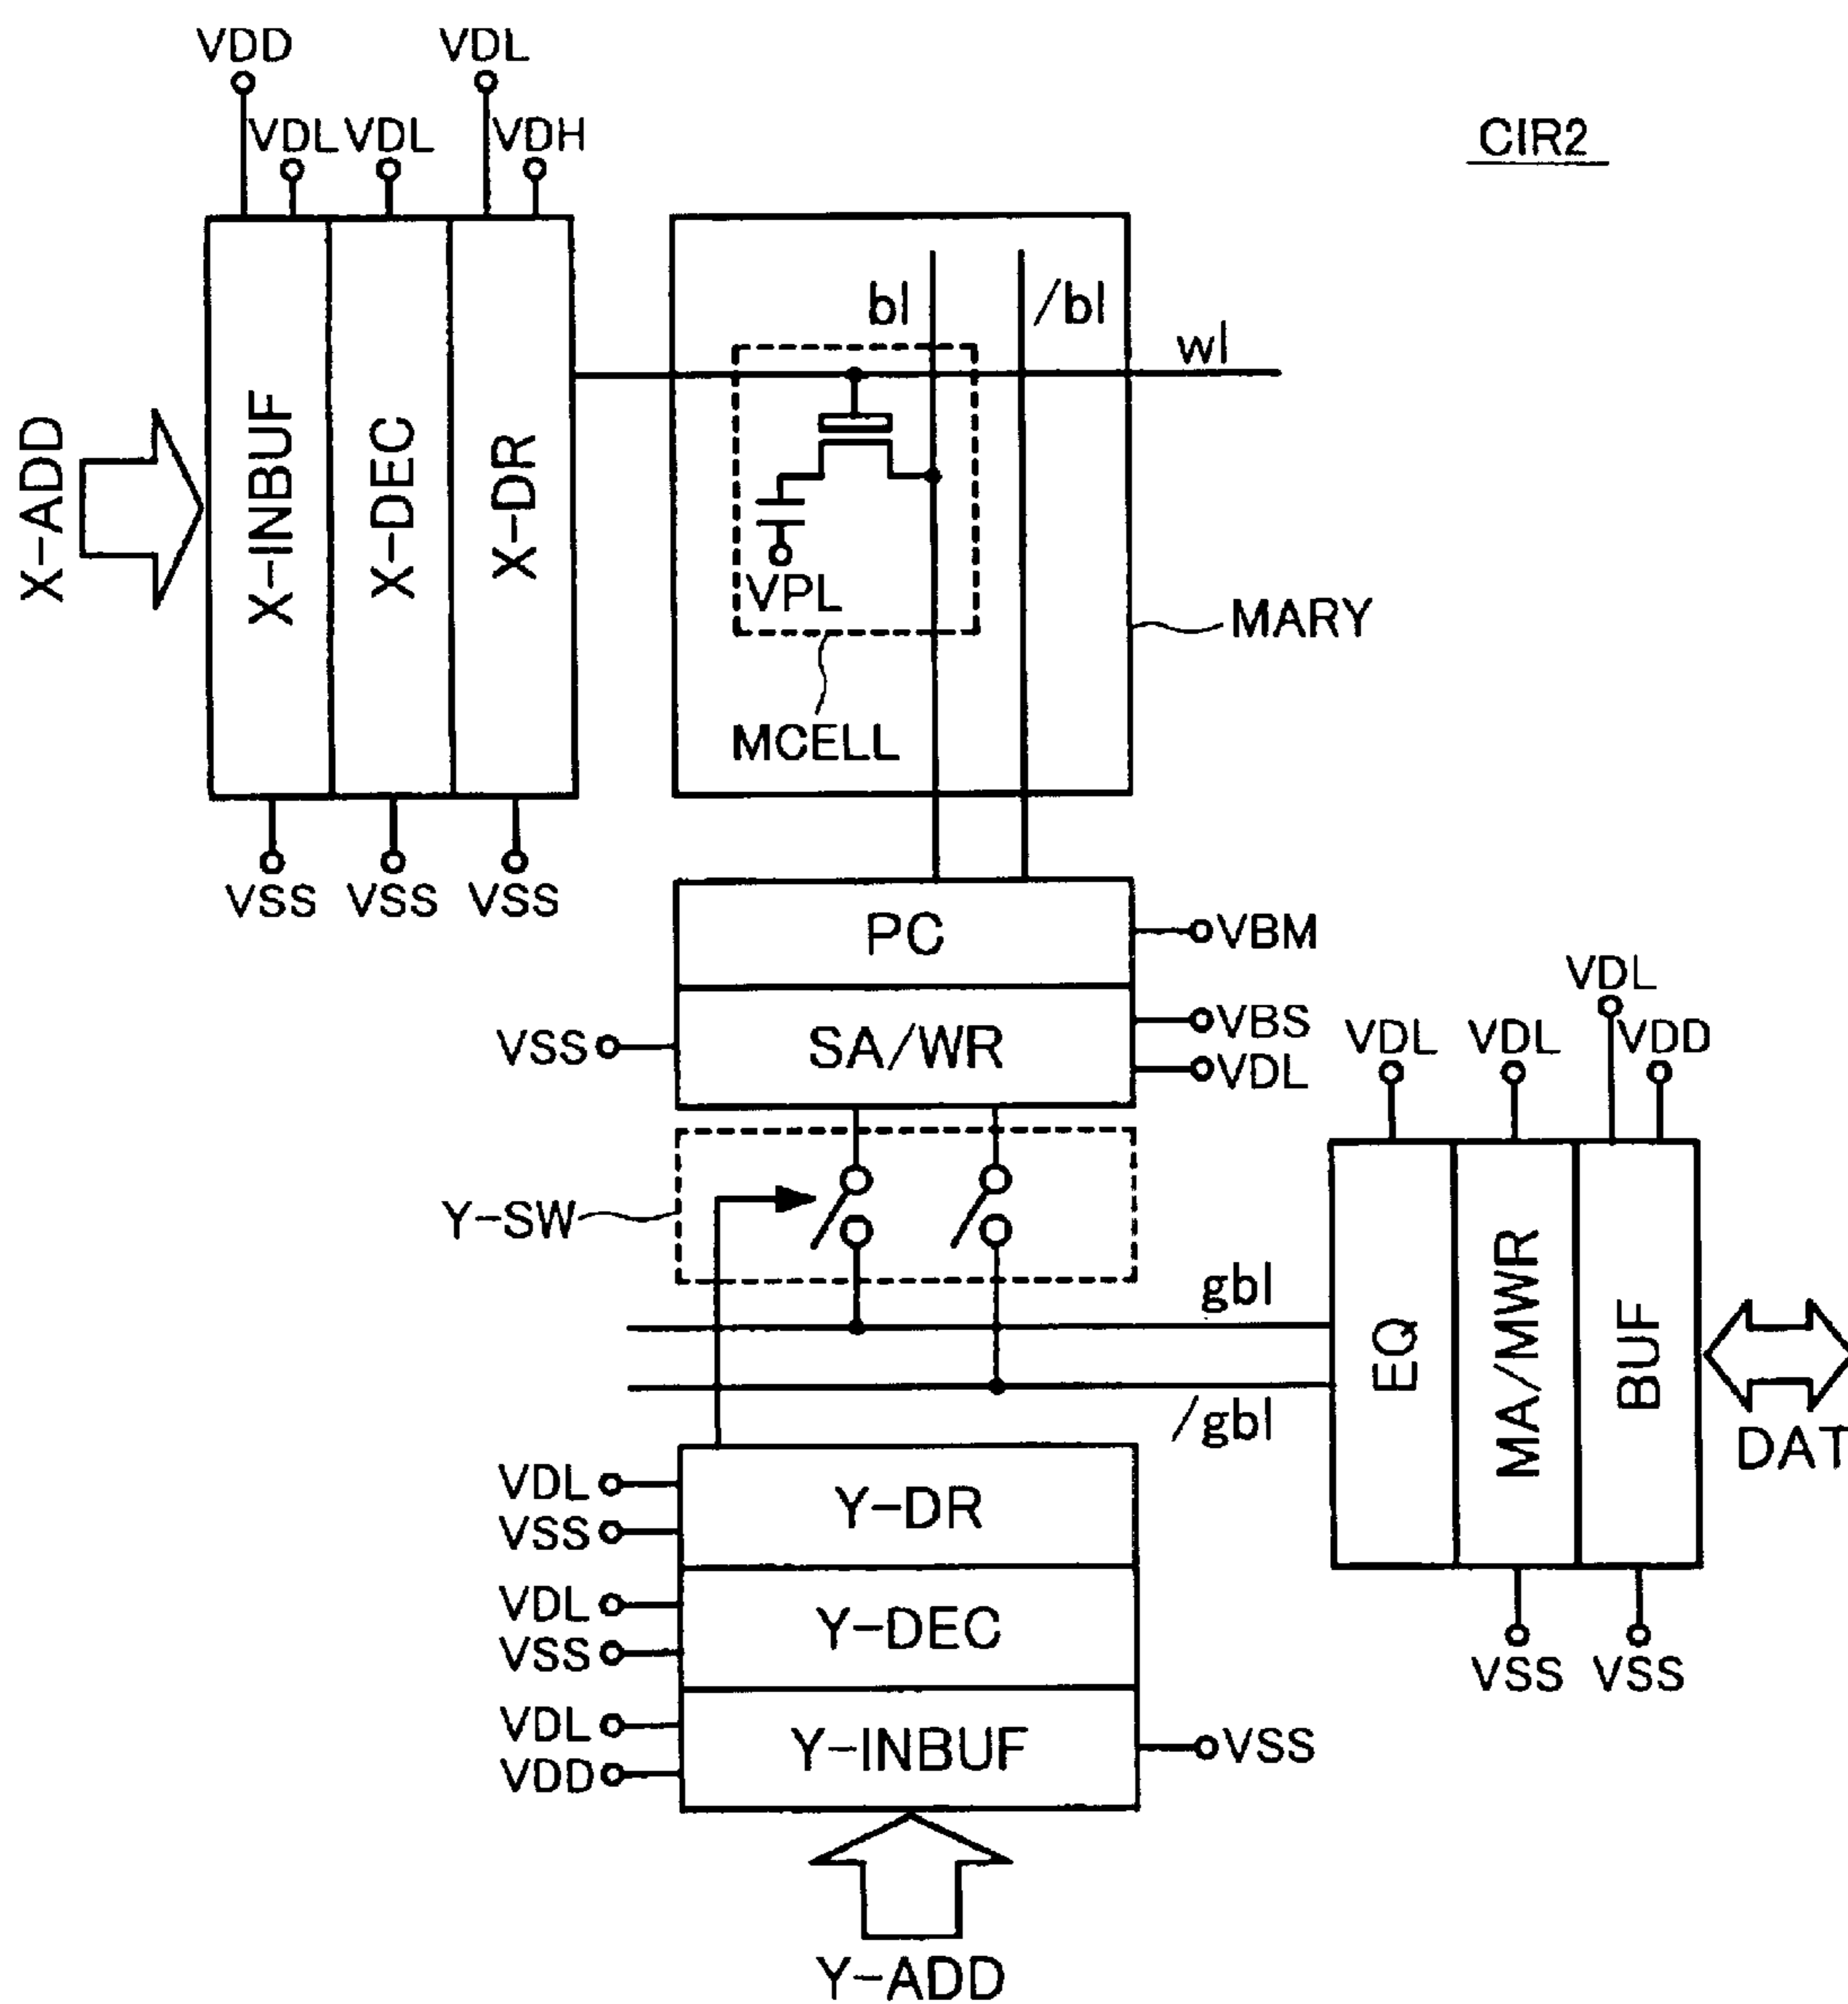 VDD
VDL
CIR2
VDL
VDL
VDH
bl
/bl
wl
X-ADD
X-INBUF
X-DEC
X-DR
VPL
MARY
MCELL
VSS
VSS
VSS
PC
VBM
VSS
SA/WR
VBS
VDL
VDL
VDL
VDL
VDD
Y-SW
gbl
/gbl
EQ
MA/MWR
BUF
DAT
VDL
VSS
Y-DR
VDL
VSS
Y-DEC
VSS
VSS
VDL
VDD
Y-INBUF
VSS
Y-ADD